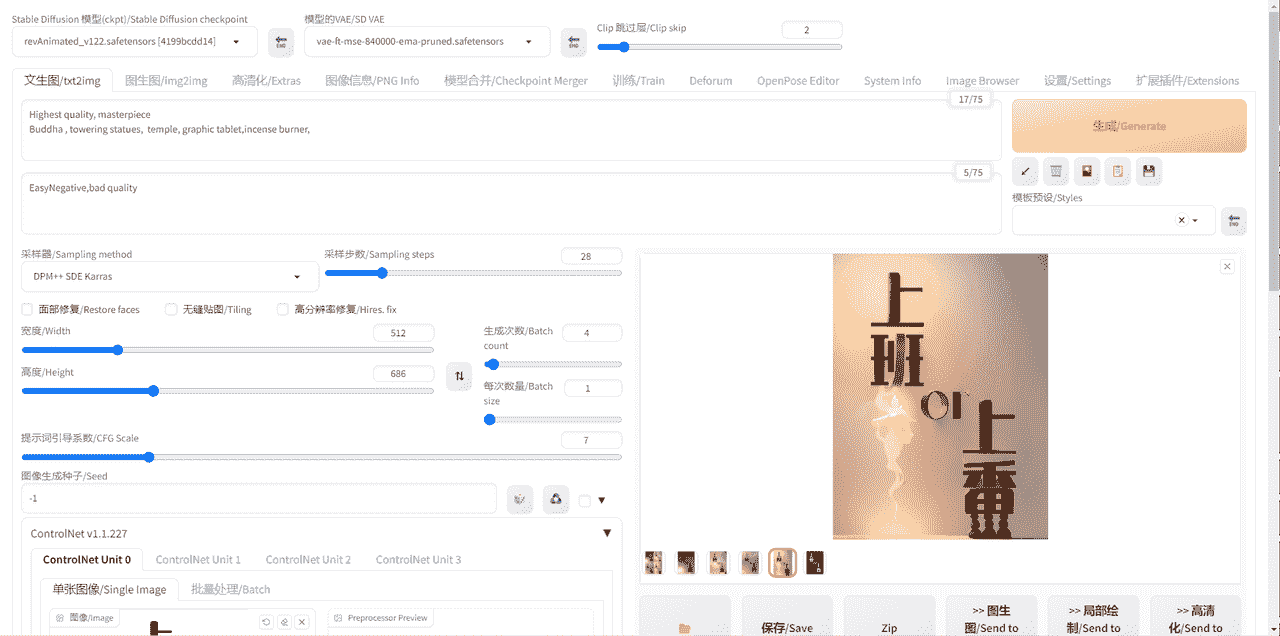 Stable Diffusion 模型(ckpt)/Stable Diffusion checkpoint
模型的VAE/SD VAE
Clip 跳过层/Clip skip
2
revAnimated_v122.safetensors [4199bcdd14]
vae-ft-mse-840000-ema-pruned.safetensors
文生图/txt2img
图生图/img2img
高清化/Extras
图像信息/PNG Info
模型合并/Checkpoint Merger
训练/Train
Deforum
OpenPose Editor
System Info
Image Browser
设置/Settings
扩展插件/Extensions
17/75
Highest quality, masterpiece
Buddha , towering statues, temple, graphic tablet,incense burner,
生成/Generate
5/75
EasyNegative,bad quality
模板预设/Styles
采样器/Sampling method
采样步数/Sampling steps
28
DPM++ SDE Karras
面部修复/Restore faces
无缝贴图/Tiling
高分辨率修复/Hires. fix
宽度/Width
512
生成次数/Batch count
4
高度/Height
686
每次数量/Batch size
1
提示词引导系数/CFG Scale
7
图像生成种子/Seed
-1
ControlNet v1.1.227
ControlNet Unit 0
ControlNet Unit 1
ControlNet Unit 2
ControlNet Unit 3
单张图像/Single Image
批量处理/Batch
图像/Image
Preprocessor Preview
上
班
or
上
香
保存/Save
Zip
>> 图生
图/Send to
>> 局部绘
制/Send to
>> 高清
化/Send to